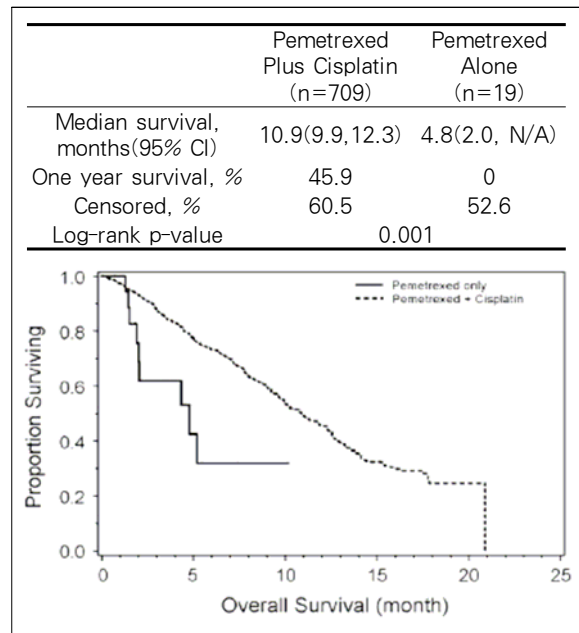 Pemetrexed Plus Cisplatin (n=709) Pemetrexed Alone (n=19)
Median survival, months(95% CI) 10.9(9.9,12.3) 4.8(2.0, N/A)
One year survival, % 45.9 0
Censored, % 60.5 52.6
Log-rank p-value 0.001
1.0
0.8
0.6
0.4
0.2
0.0
Proportion Surviving
Pemetrexed only
Pemetrexed + Cisplatin
0 5 10 15 20 25
Overall Survival (month)